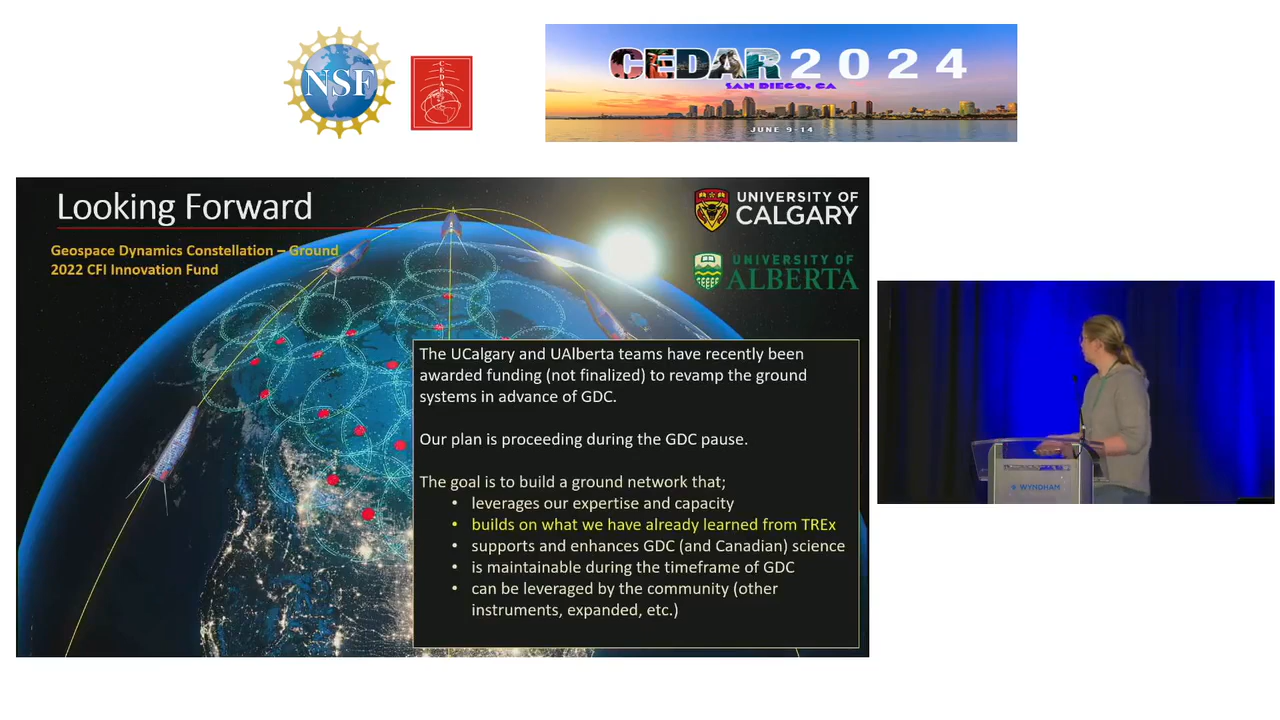 NSF
CEDAR
CEDAR 2024
SAN DIEGO, CA
JUNE 9-14
Looking Forward
UNIVERSITY OF
CALGARY
Geospace Dynamics Constellation – Ground
2022 CFI Innovation Fund
UNIVERSITY OF
ALBERTA
The UCalgary and UAlberta teams have recently been
awarded funding (not finalized) to revamp the ground
systems in advance of GDC.
Our plan is proceeding during the GDC pause.
The goal is to build a ground network that;
• leverages our expertise and capacity
• builds on what we have already learned from TREx
• supports and enhances GDC (and Canadian) science
• is maintainable during the timeframe of GDC
• can be leveraged by the community (other
instruments, expanded, etc.)
WYNDHAM